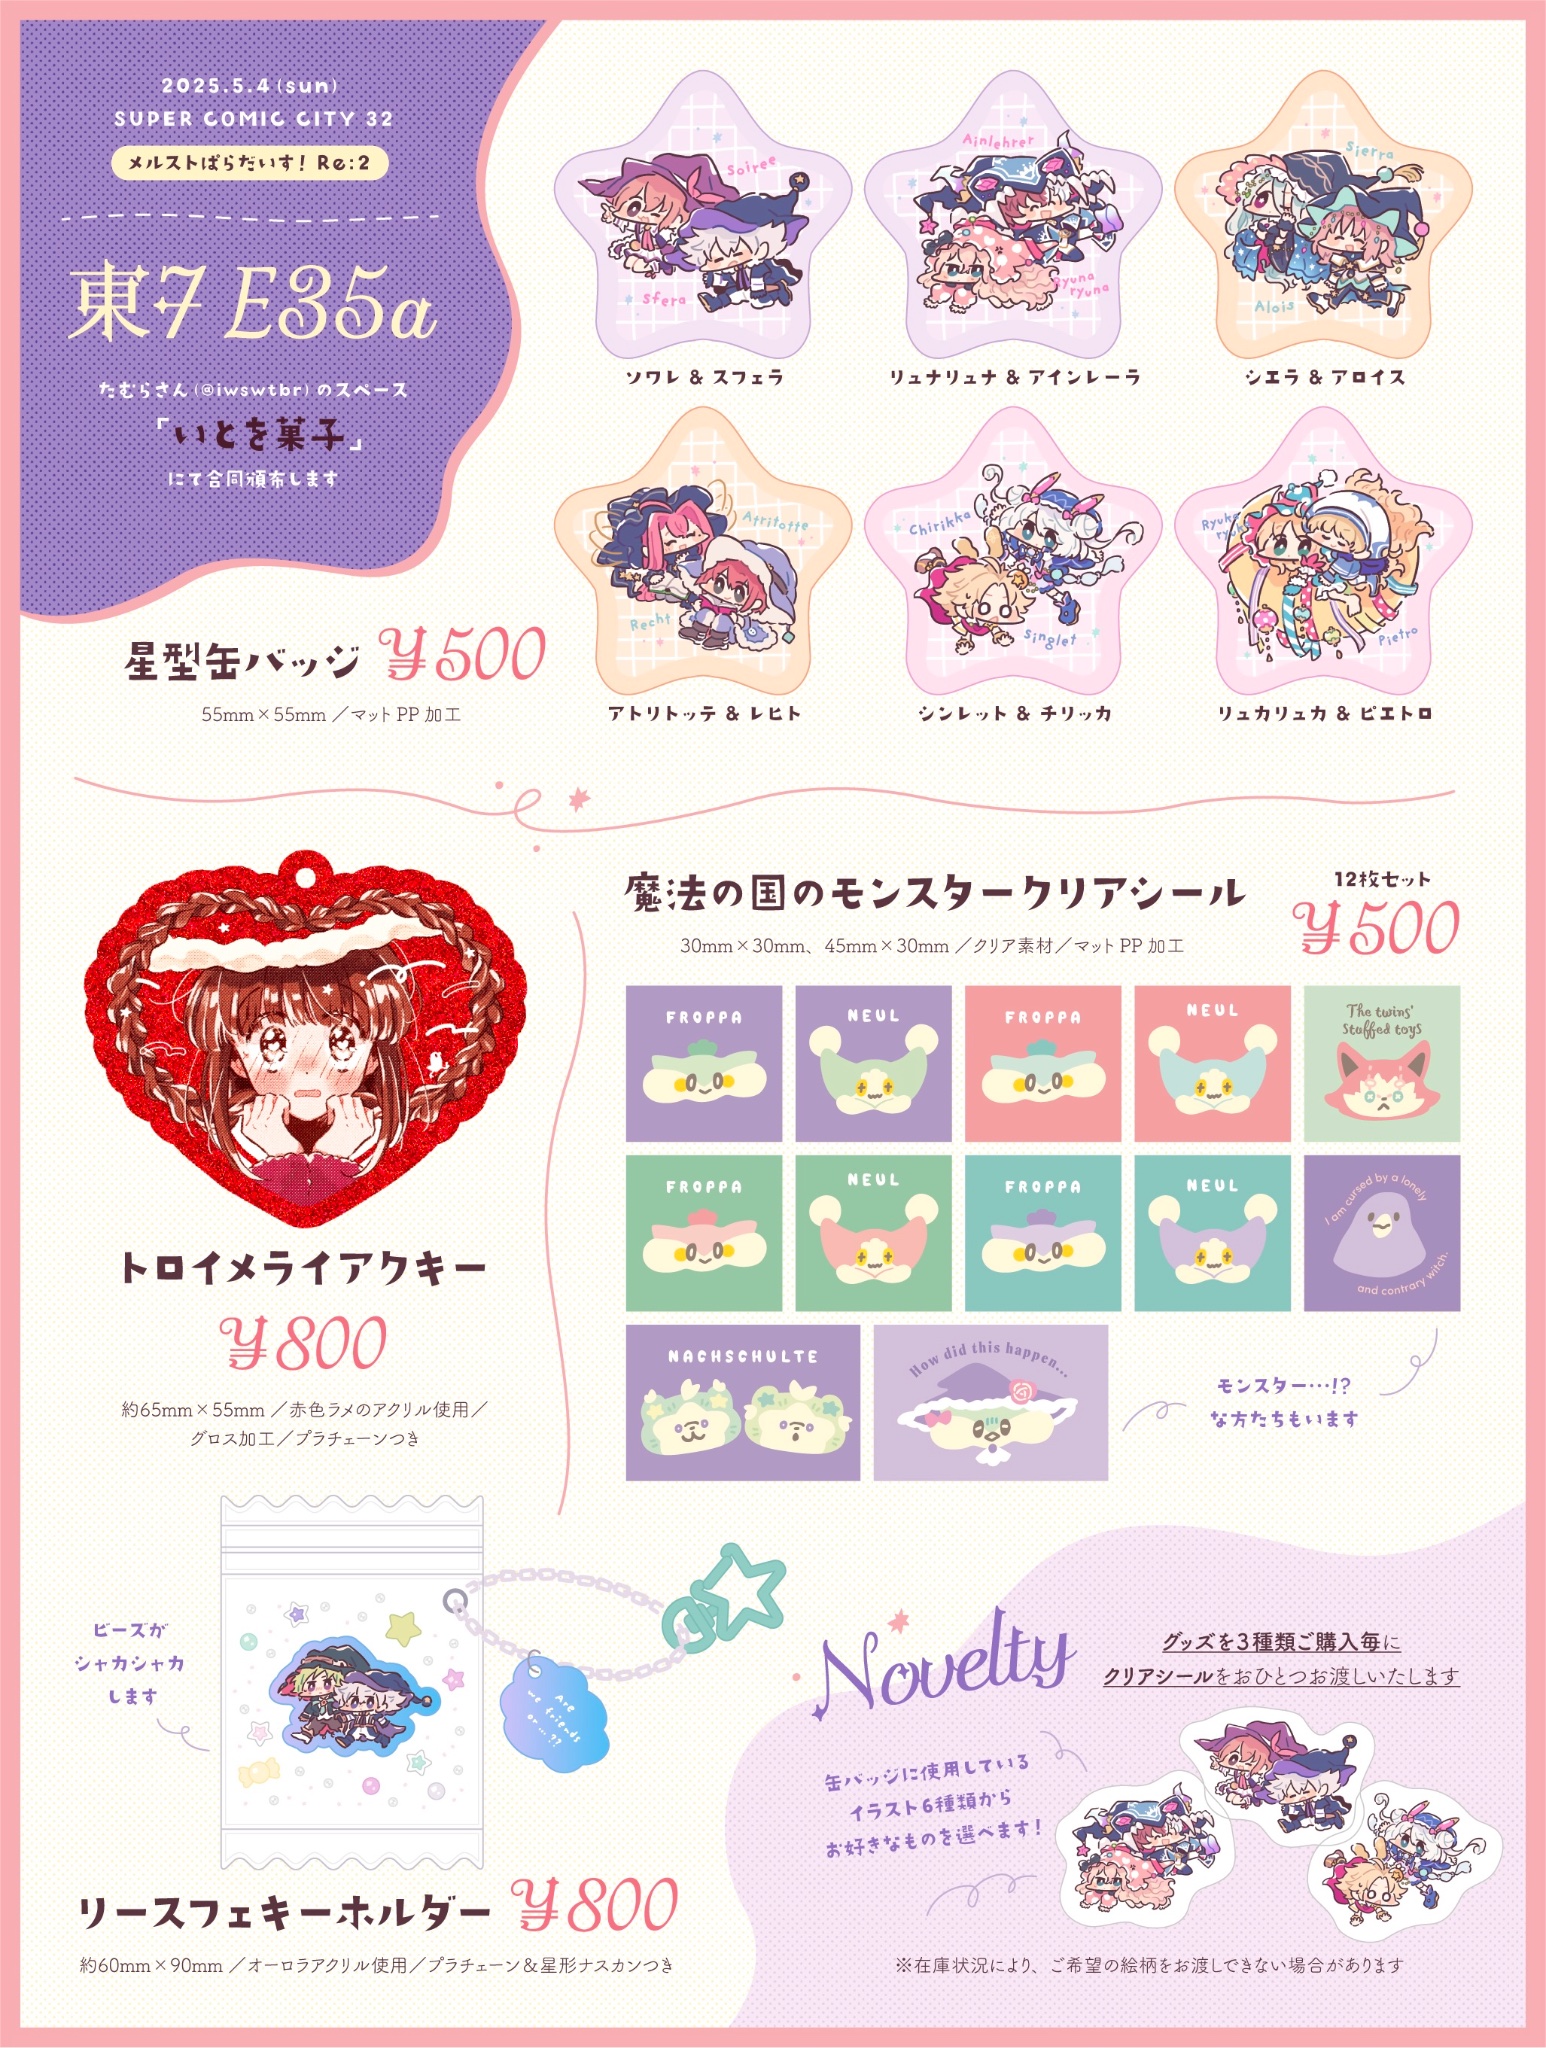 2025.5.4(sun)
SUPER COMIC CITY 32
メルストぱらだいす！ Re:2
東7 E35a
たむらさん(@iwswtbr)のスペース
「いとを菓子」
にて合同頒布します
Soiree
Sfera
ソワレ & スフェラ
Ainlehrer
Ryuna
ryuna
リュナリュナ & アインレーラ
Sierra
Alois
シエラ & アロイス
Atritotte
Recht
アトリトッテ & レヒト
Chirikka
Singlet
シンレット & チリッカ
Ryuka
ryuka
Pietro
リュカリュカ & ピエトロ
星型缶バッジ ¥500
55mm×55mm／マットPP加工
トロイメライアクキー
¥800
約65mm×55mm／赤色ラメのアクリル使用／
グロス加工／プラチェーンつき
魔法の国のモンスタークリアシール
12枚セット
¥500
30mm×30mm、45mm×30mm／クリア素材／マットPP加工
FROPPA
NEUL
FROPPA
NEUL
The twins'
stuffed toys
FROPPA
NEUL
FROPPA
NEUL
I am cursed by a lonely
and contrary witch.
NACHSCHULTE
How did this happen...
モンスター…!?
な方たちもいます
ビーズが
シャカシャカ
します
Are
we friends
or...??
リースフェキーホルダー ¥800
約60mm×90mm／オーロラアクリル使用／プラチェーン＆星形ナスカンつき
Novelty
グッズを3種類ご購入毎に
クリアシールをおひとつお渡しいたします
缶バッジに使用している
イラスト6種類から
お好きなものを選べます！
※在庫状況により、ご希望の絵柄をお渡しできない場合があります